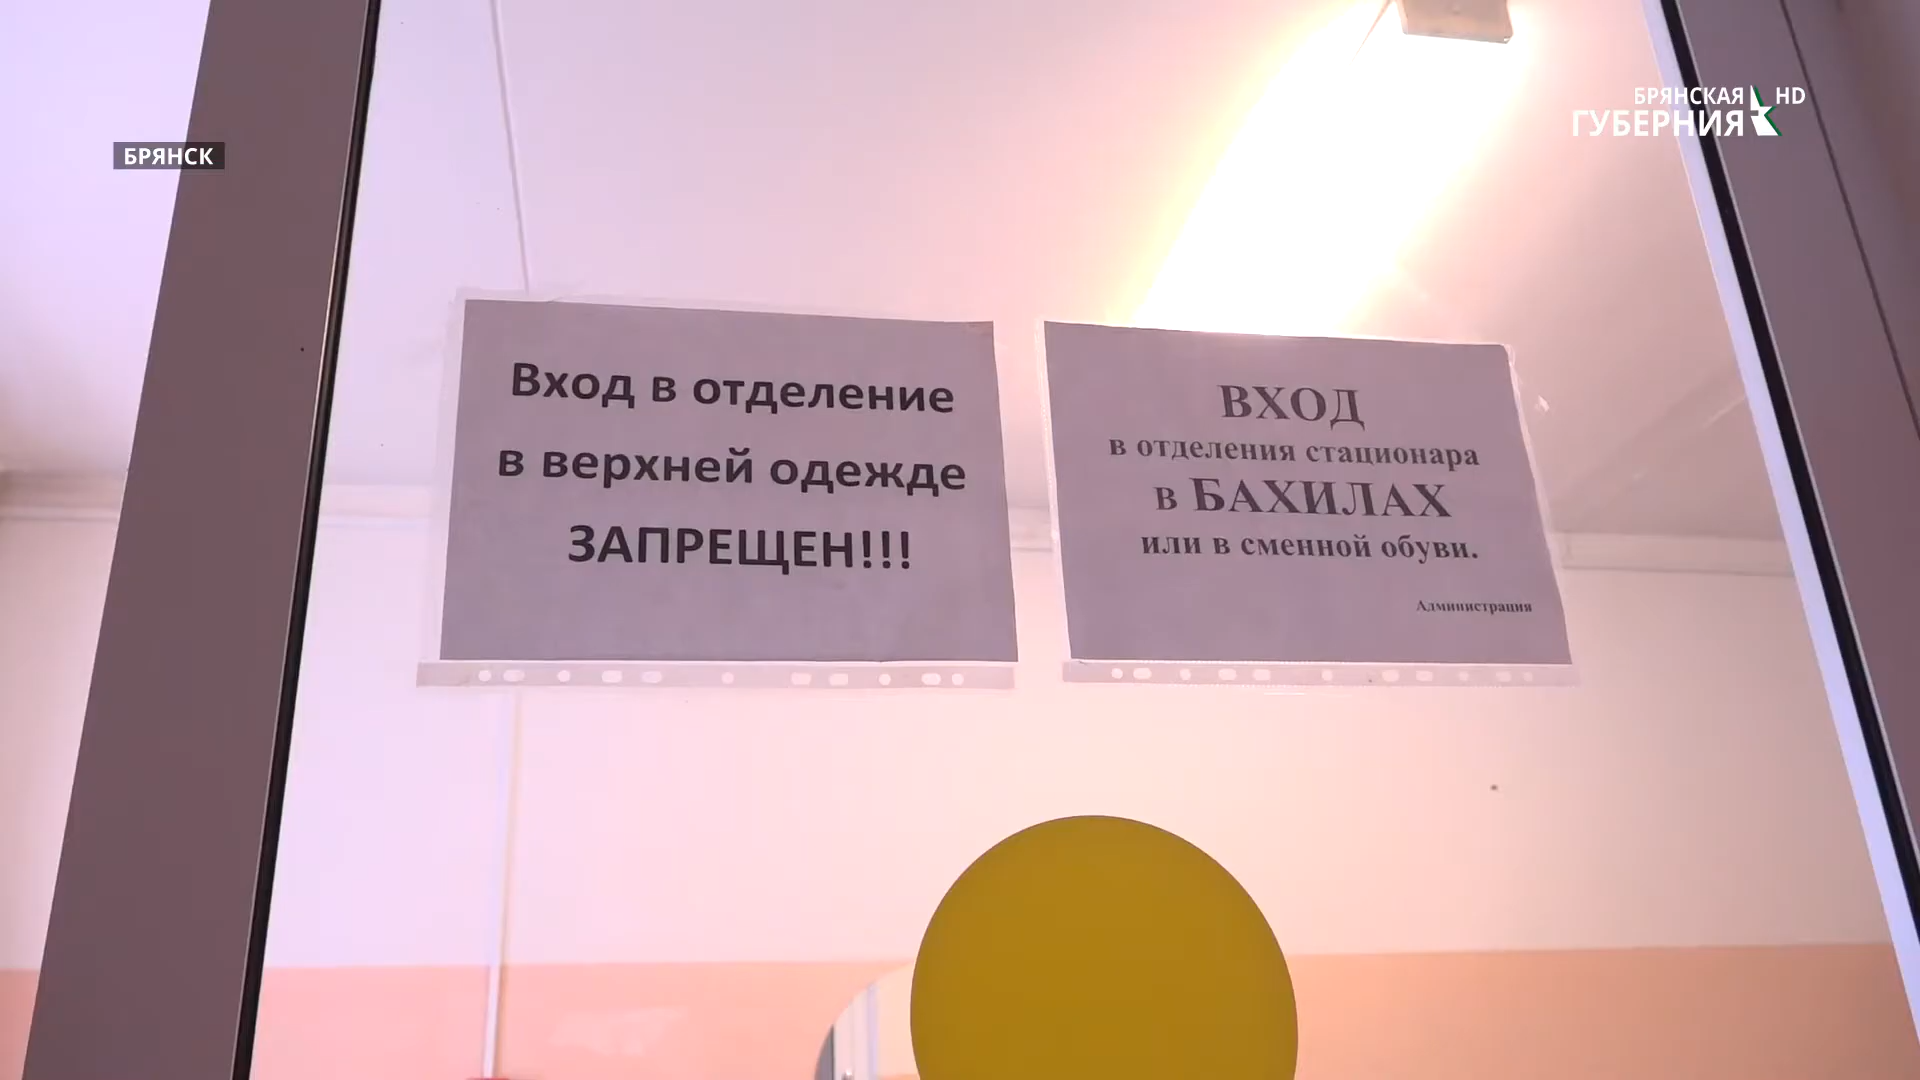 БРЯНСКАЯ HD
ГУБЕРНИЯ
БРЯНСК
Вход в отделение
в верхней одежде
ЗАПРЕЩЕН!!!
ВХОД
в отделения стационара
в БАХИЛАХ
или в сменной обуви.
Администрация